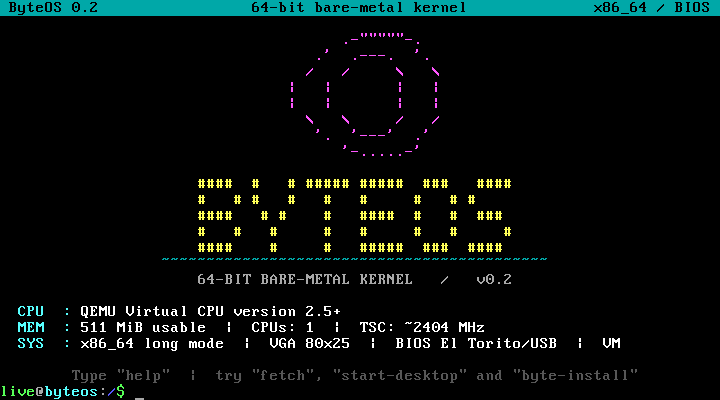 ByteOS 0.2 64-bit bare-metal kernel x86_64 / BIOS
BYTEOS
64-BIT BARE-METAL KERNEL / v0.2
CPU : QEMU Virtual CPU version 2.5+
MEM : 511 MiB usable ¦ CPUs: 1 ¦ TSC: ~2404 MHz
SYS : x86_64 long mode ¦ VGA 80x25 ¦ BIOS El Torito/USB ¦ VM
Type "help" ¦ try "fetch", "start-desktop" and "byte-install"
live@byteos:/$ _